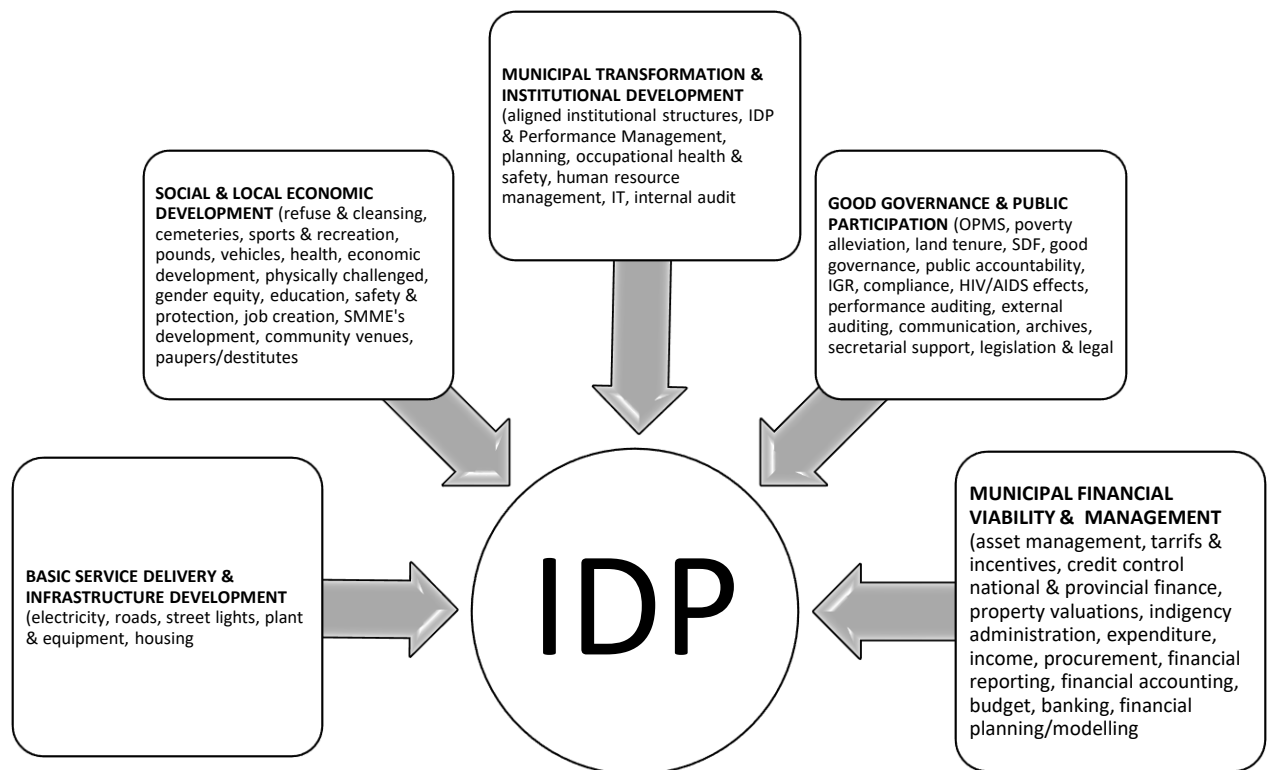 MUNICIPAL TRANSFORMATION &
INSTITUTIONAL DEVELOPMENT
(aligned institutional structures, IDP
& Performance Management,
planning, occupational health &
safety, human resource
management, IT, internal audit
SOCIAL & LOCAL ECONOMIC
DEVELOPMENT (refuse & cleansing,
cemeteries, sports & recreation,
pounds, vehicles, health, economic
development, physically challenged,
gender equity, education, safety &
protection, job creation, SMME's
development, community venues,
paupers/destitutes
GOOD GOVERNANCE & PUBLIC
PARTICIPATION (OPMS, poverty
alleviation, land tenure, SDF, good
governance, public accountability,
IGR, compliance, HIV/AIDS effects,
performance auditing, external
auditing, communication, archives,
secretarial support, legislation & legal
BASIC SERVICE DELIVERY &
INFRASTRUCTURE DEVELOPMENT
(electricity, roads, street lights, plant
& equipment, housing
IDP
MUNICIPAL FINANCIAL
VIABILITY & MANAGEMENT
(asset management, tarrifs &
incentives, credit control
national & provincial finance,
property valuations, indigency
administration, expenditure,
income, procurement, financial
reporting, financial accounting,
budget, banking, financial
planning/modelling